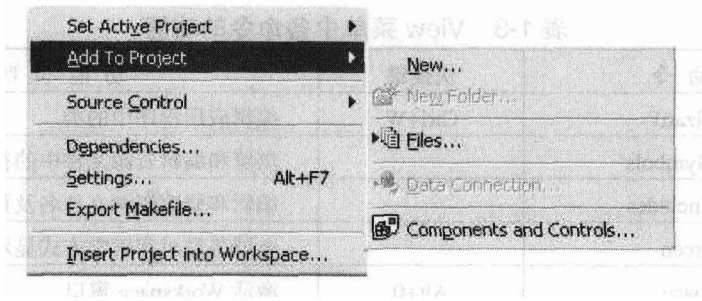 Set Active Project
Add To Project
Source Control
Dependencies...
Settings... Alt+F7
Export Makefile...
Insert Project into Workspace...
New...
New Folder...
Files...
Data Connection...
Components and Controls...